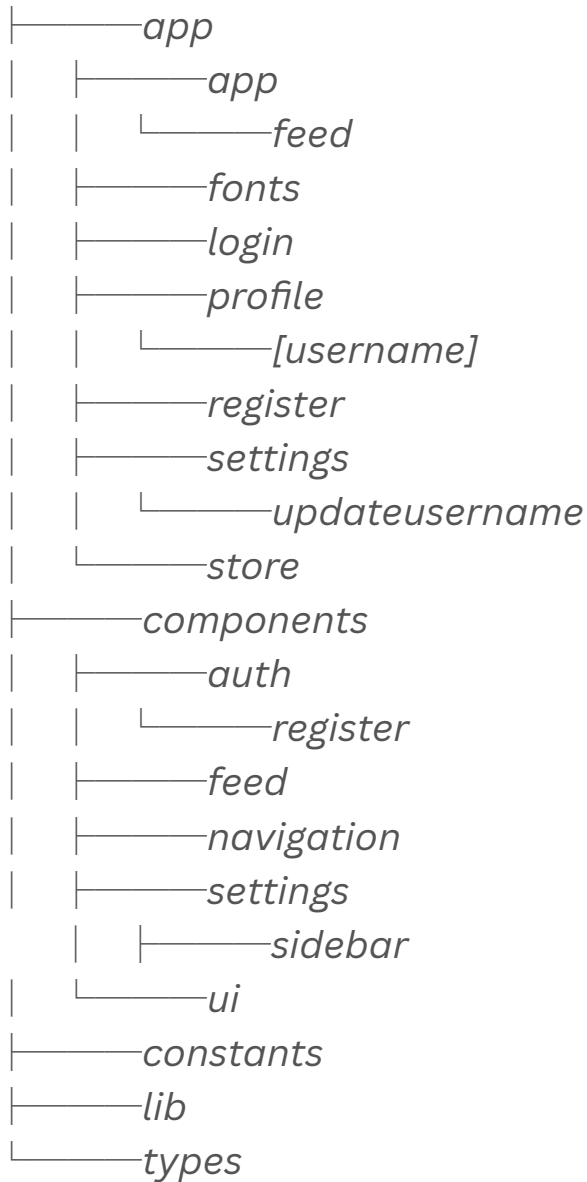 ├──────app
│   ├──────app
│   │   └──────feed
│   ├──────fonts
│   ├──────login
│   ├──────profile
│   │   └──────[username]
│   ├──────register
│   ├──────settings
│   │   └──────updateusername
│   └──────store
├──────components
│   ├──────auth
│   │   └──────register
│   ├──────feed
│   ├──────navigation
│   ├──────settings
    │   ├──────sidebar
│   └──────ui
├──────constants
├──────lib
└──────types